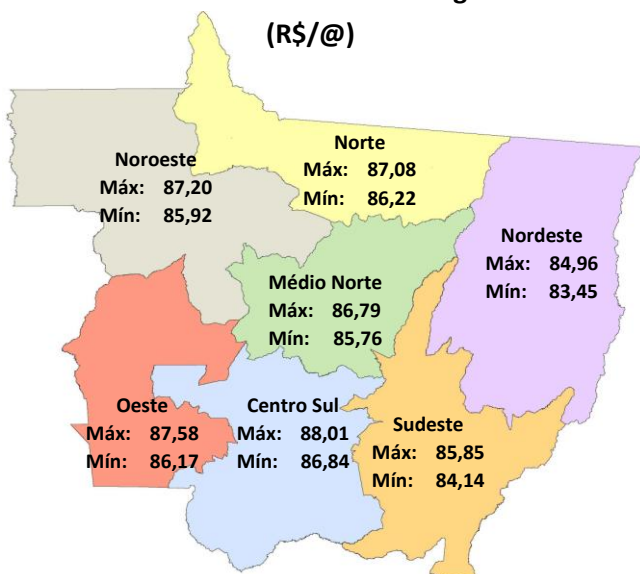 (R$/@)
Norte
Máx: 87,08
Mín: 86,22
Noroeste
Máx: 87,20
Mín: 85,92
Nordeste
Máx: 84,96
Mín: 83,45
Médio Norte
Máx: 86,79
Mín: 85,76
Oeste
Máx: 87,58
Mín: 86,17
Centro Sul
Máx: 88,01
Mín: 86,84
Sudeste
Máx: 85,85
Mín: 84,14